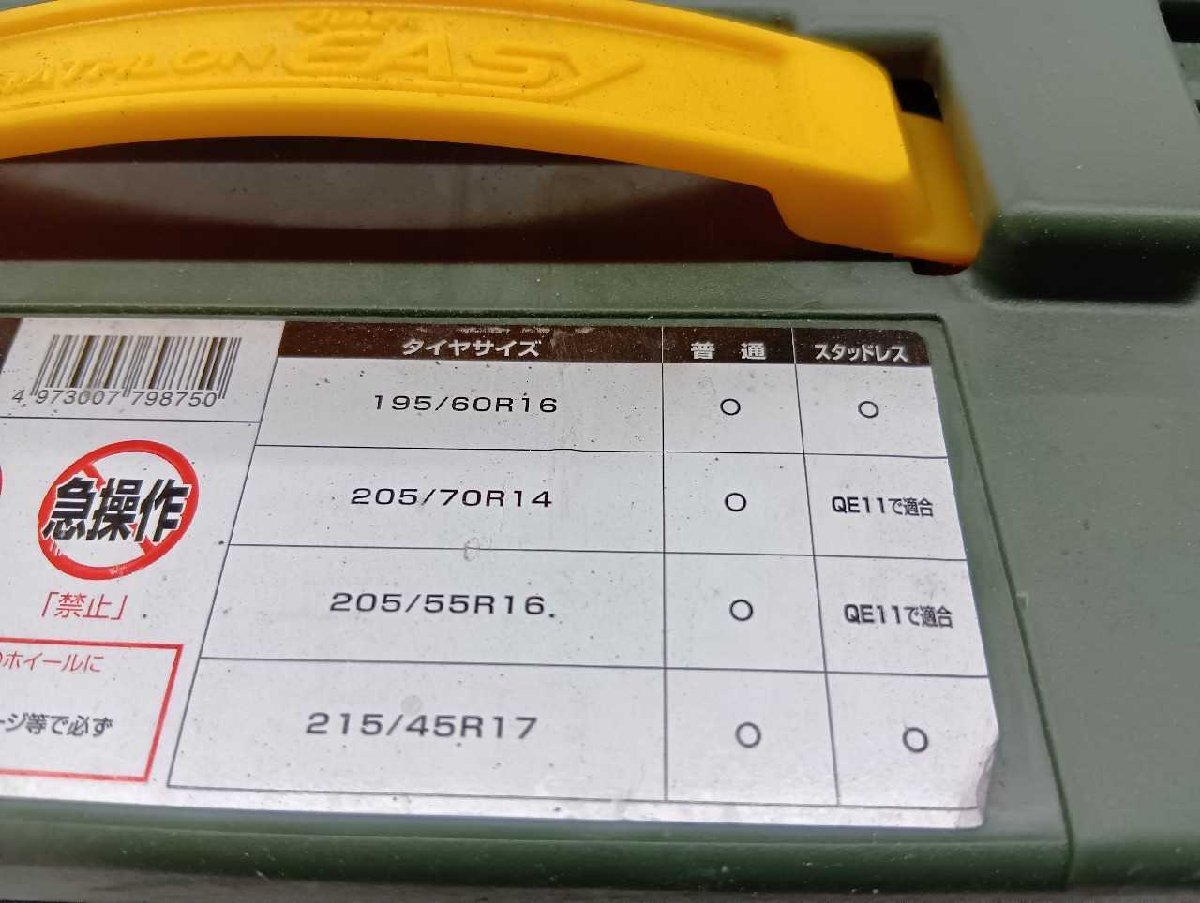 QUICK
EASY
タイヤサイズ 普通 スタッドレス
4 973007 798750
195/60R16 ○ ○
205/70R14 ○ QE11で適合
急操作
「禁止」
205/55R16 ○ QE11で適合
ホイールに
ージ等で必ず
215/45R17 ○ ○